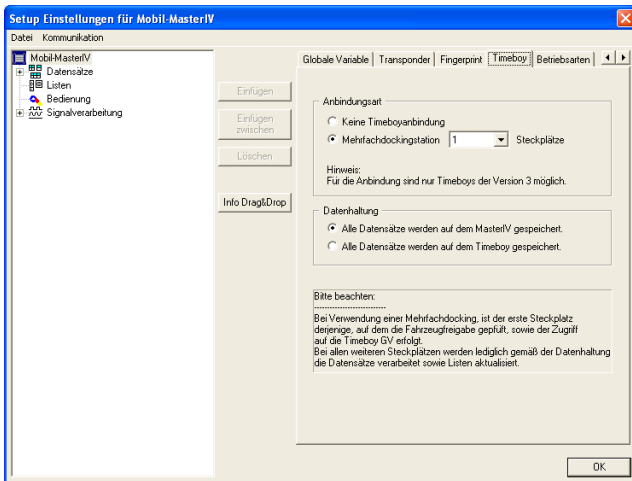 Setup Einstellungen für Mobil-MasterIV
Datei Kommunikation
Mobil-MasterIV
Datensätze
Listen
Bedienung
Signalverarbeitung
Einfügen
Einfügen
zwischen
Löschen
Info Drag&Drop
Globale Variable Transponder Fingerprint Timeboy Betriebsarten
Anbindungsart
Keine Timeboyanbindung
Mehrfachdockingstation 1 Steckplätze
Hinweis:
Für die Anbindung sind nur Timeboys der Version 3 möglich.
Datenhaltung
Alle Datensätze werden auf dem MasterIV gespeichert.
Alle Datensätze werden auf dem Timeboy gespeichert.
Bitte beachten:
----------------------------
Bei Verwendung einer Mehrfachdocking, ist der erste Steckplatz
derjenige, auf dem die Fahrzeugfreigabe gepfüft, sowie der Zugriff
auf die Timeboy GV erfolgt.
Bei allen weiteren Steckplätzen werden lediglich gemäß der Datenhaltung
die Datensätze verarbeitet sowie Listen aktualisiert.
OK